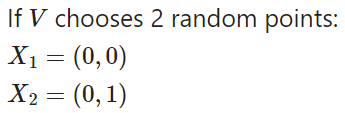 If V chooses 2 random points:
X₁ = (0, 0)
X₂ = (0, 1)